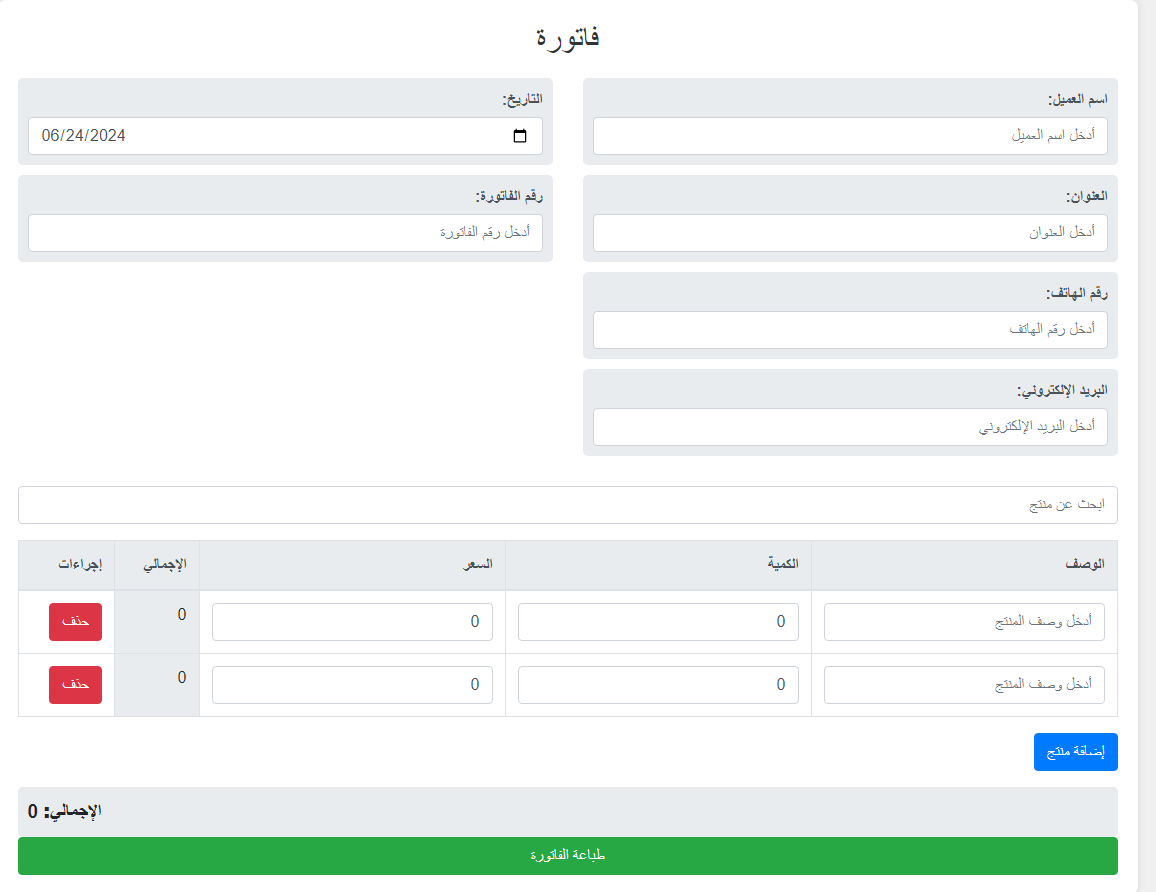 فاتورة
اسم العميل:
أدخل اسم العميل
التاريخ:
06/24/2024
العنوان:
أدخل العنوان
رقم الفاتورة:
أدخل رقم الفاتورة
رقم الهاتف:
أدخل رقم الهاتف
البريد الإلكتروني:
أدخل البريد الإلكتروني
ابحث عن منتج
الوصف الكمية السعر الإجمالي إجراءات
أدخل وصف المنتج 0 0 0 حذف
أدخل وصف المنتج 0 0 0 حذف
إضافة منتج
الإجمالي: 0
طباعة الفاتورة